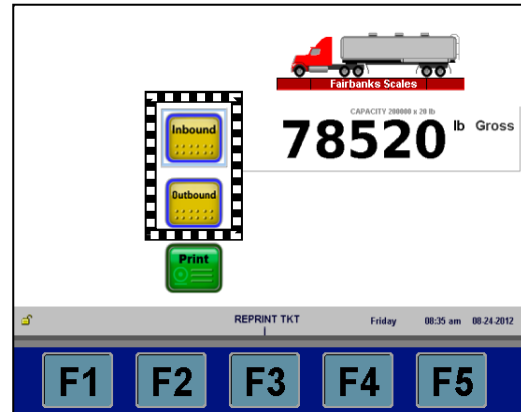 Fairbanks Scales
CAPACITY 200000 x 20 lb
78520 lb Gross
Inbound
Outbound
Print
REPRINT TKT Friday 08:35 am 08-24-2012
F1 F2 F3 F4 F5